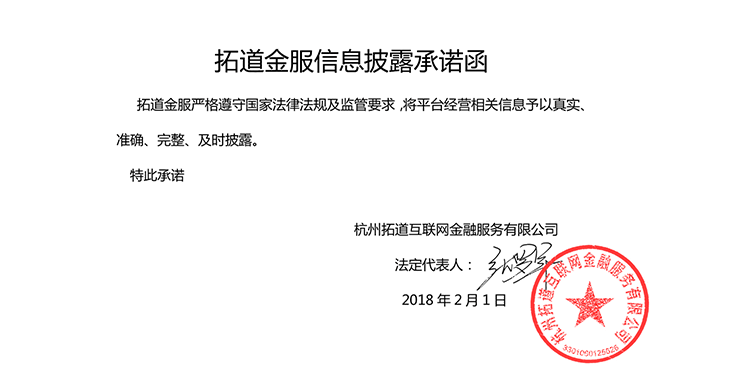 拓道金服信息披露承诺函
拓道金服严格遵守国家法律法规及监管要求,将平台经营相关信息予以真实、
准确、完整、及时披露。
特此承诺
杭州拓道互联网金融服务有限公司
法定代表人：
2018 年 2 月 1 日
杭州拓道互联网金融服务有限公司
3301000126026